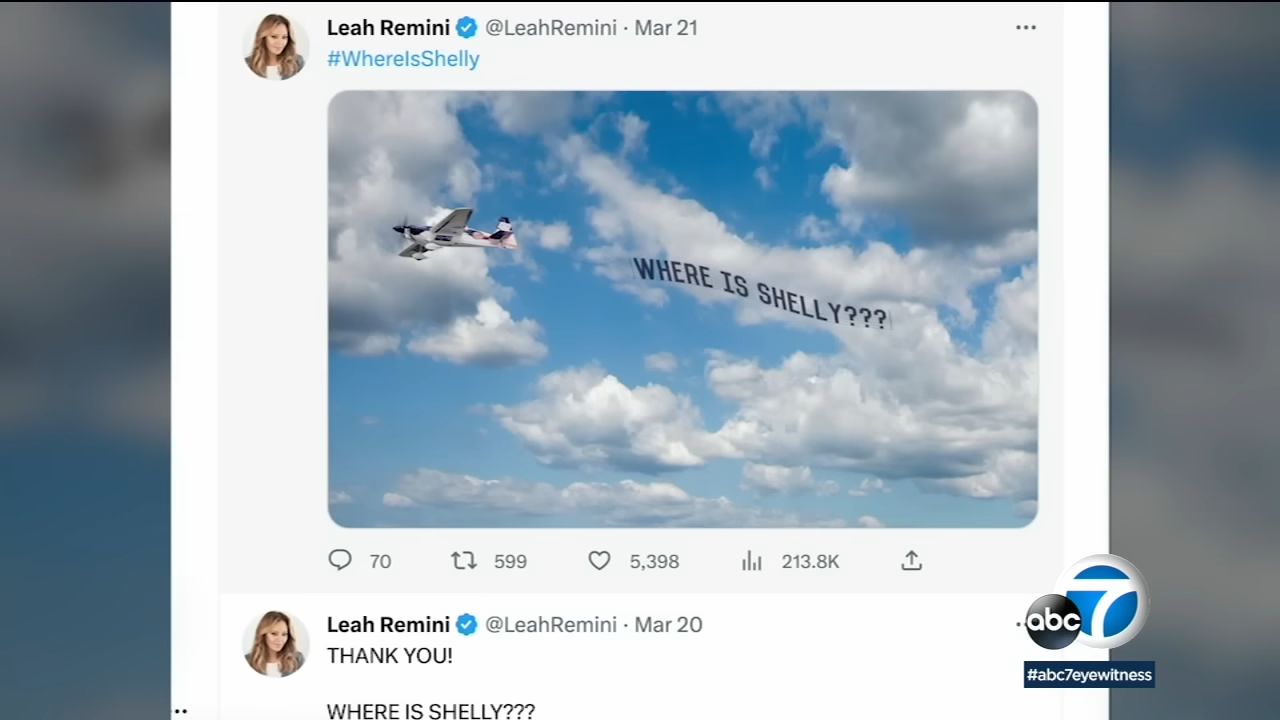 Leah Remini @LeahRemini · Mar 21
#WhereIsShelly
WHERE IS SHELLY???
70 599 5,398 213.8K
Leah Remini @LeahRemini · Mar 20
THANK YOU!
WHERE IS SHELLY???
abc 7
#abc7eyewitness